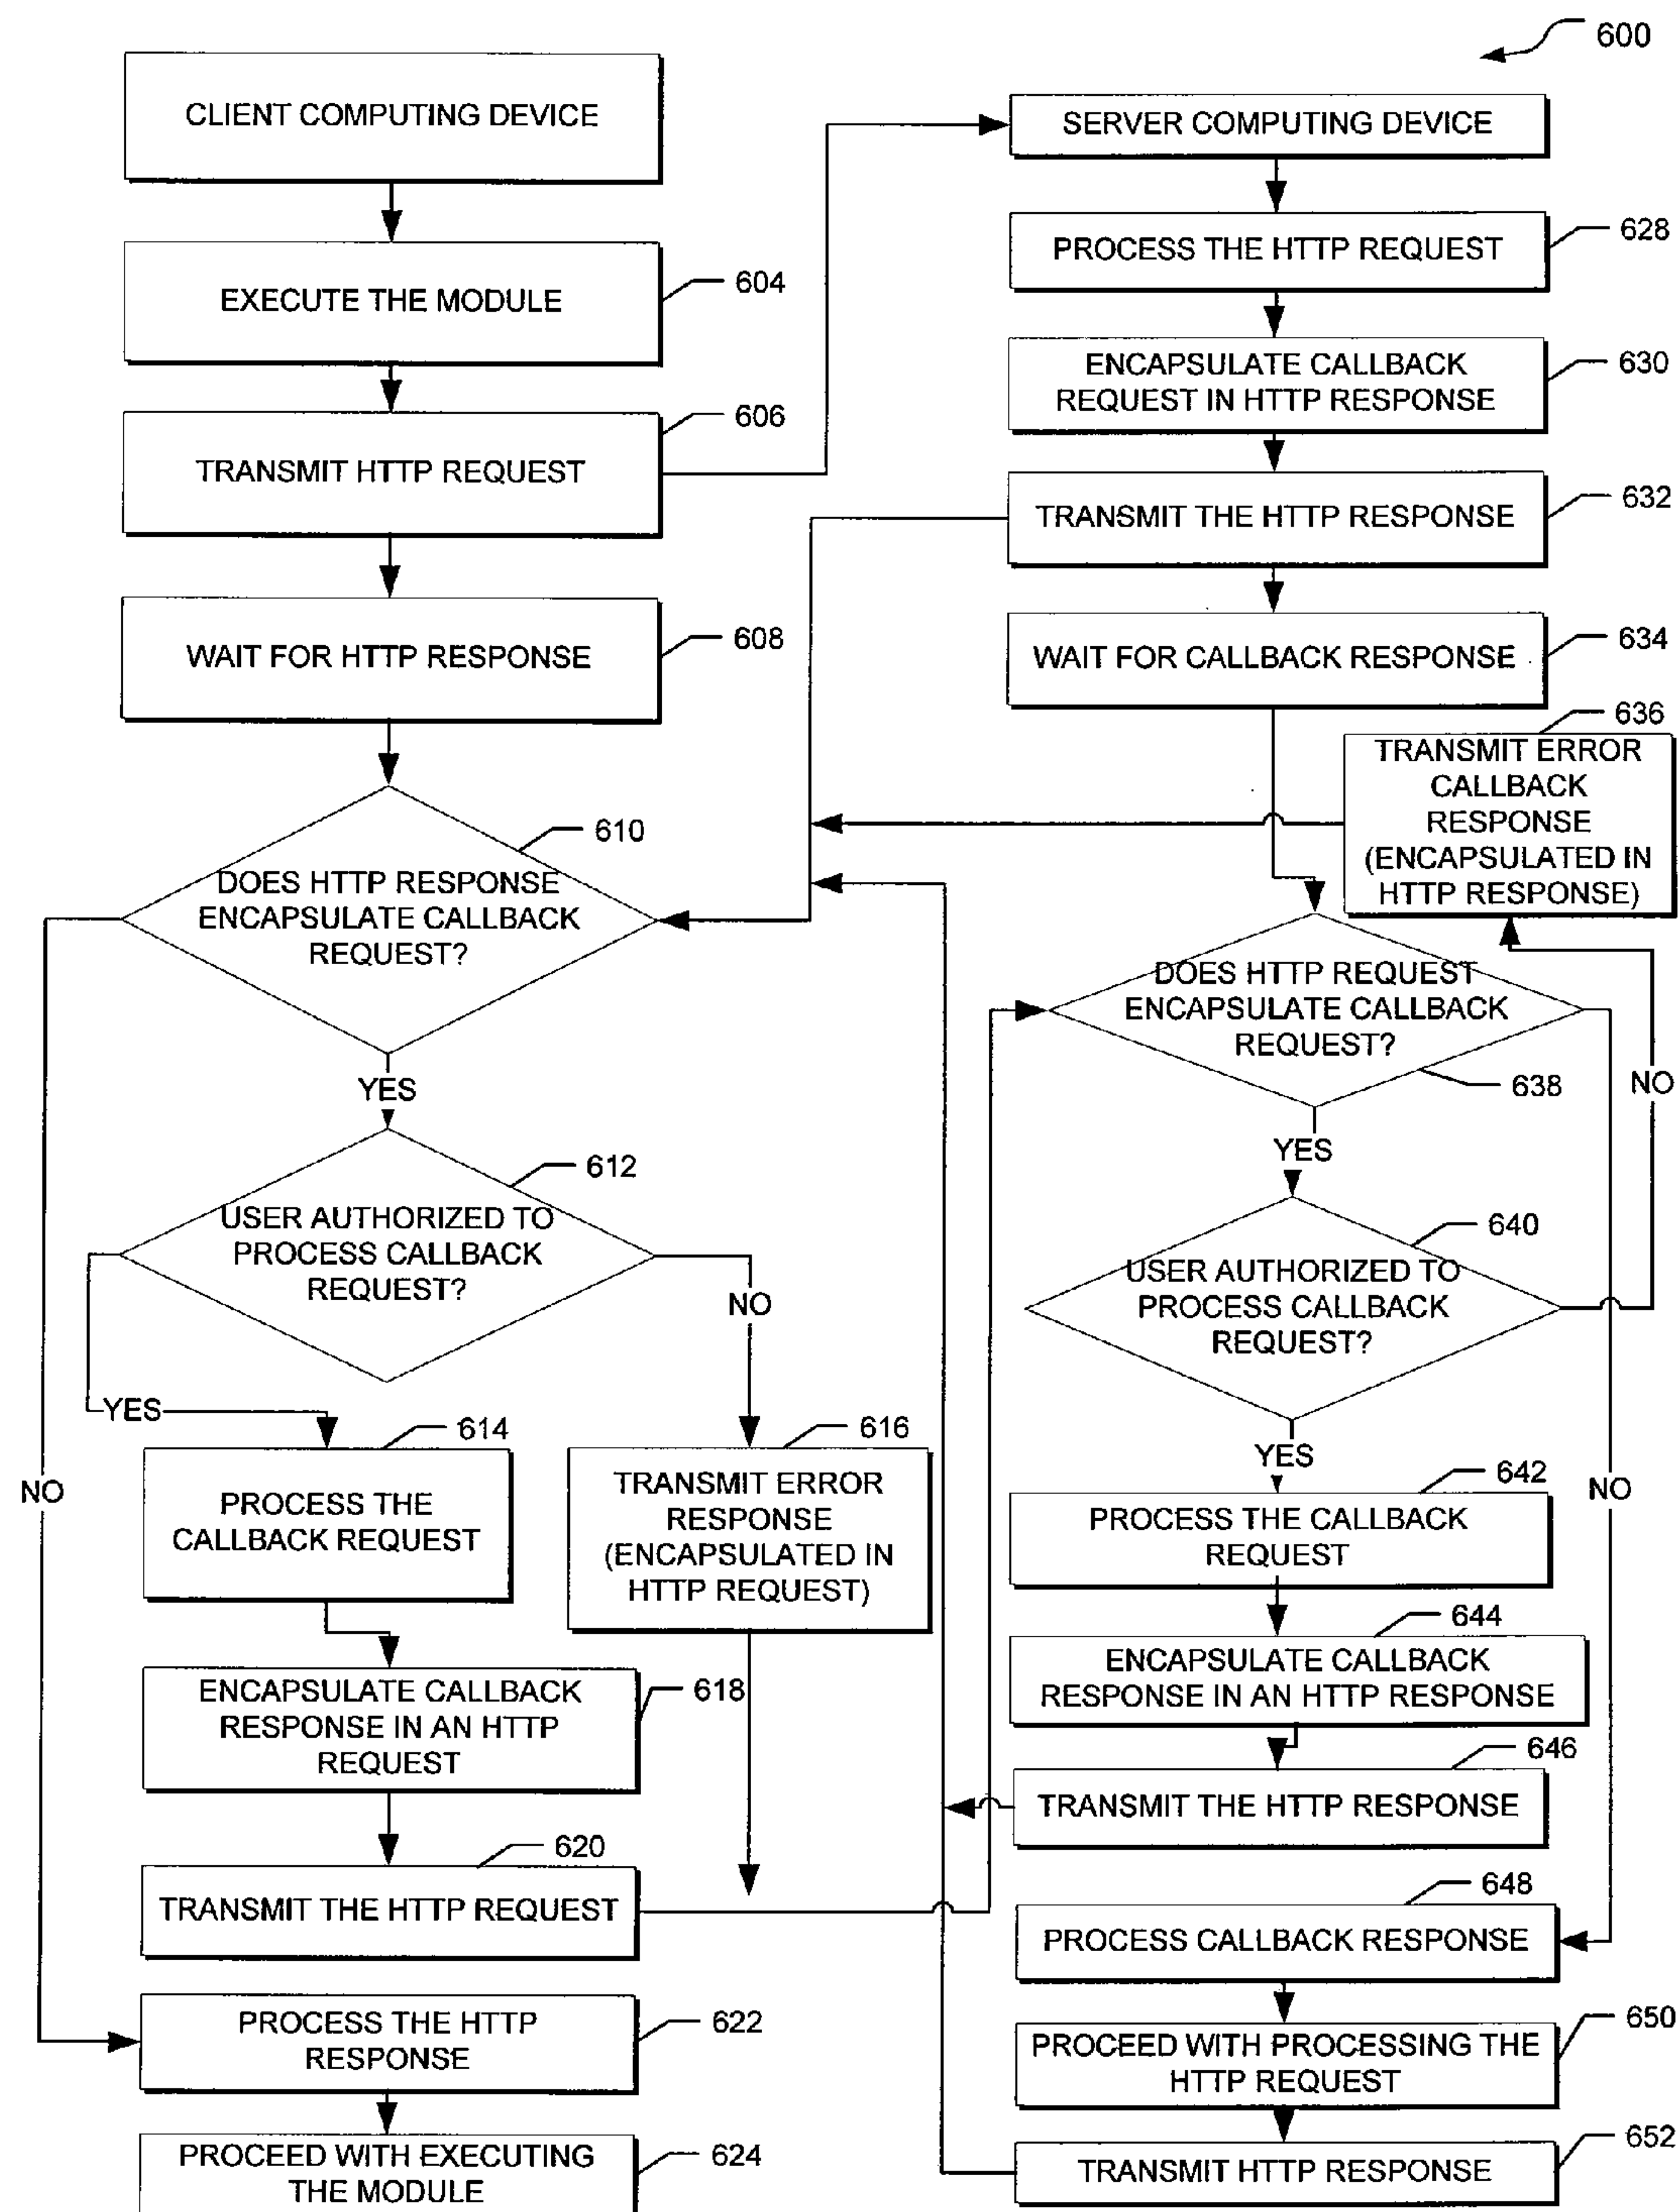 600
CLIENT COMPUTING DEVICE
EXECUTE THE MODULE
604
TRANSMIT HTTP REQUEST
606
WAIT FOR HTTP RESPONSE
608
610
DOES HTTP RESPONSE
ENCAPSULATE CALLBACK
REQUEST?
YES
612
USER AUTHORIZED TO
PROCESS CALLBACK
REQUEST?
NO
YES
NO
614
PROCESS THE
CALLBACK REQUEST
616
TRANSMIT ERROR
RESPONSE
(ENCAPSULATED IN
HTTP REQUEST)
ENCAPSULATE CALLBACK
RESPONSE IN AN HTTP
REQUEST
618
620
TRANSMIT THE HTTP REQUEST
PROCESS THE HTTP
RESPONSE
622
PROCEED WITH EXECUTING
THE MODULE
624
SERVER COMPUTING DEVICE
PROCESS THE HTTP REQUEST
628
ENCAPSULATE CALLBACK
REQUEST IN HTTP RESPONSE
630
TRANSMIT THE HTTP RESPONSE
632
WAIT FOR CALLBACK RESPONSE
634
636
TRANSMIT ERROR
CALLBACK
RESPONSE
(ENCAPSULATED IN
HTTP RESPONSE)
DOES HTTP REQUEST
ENCAPSULATE CALLBACK
REQUEST?
638
NO
YES
640
USER AUTHORIZED TO
PROCESS CALLBACK
REQUEST?
YES
NO
642
PROCESS THE CALLBACK
REQUEST
644
ENCAPSULATE CALLBACK
RESPONSE IN AN HTTP RESPONSE
646
TRANSMIT THE HTTP RESPONSE
648
PROCESS CALLBACK RESPONSE
PROCEED WITH PROCESSING THE
HTTP REQUEST
650
TRANSMIT HTTP RESPONSE
652